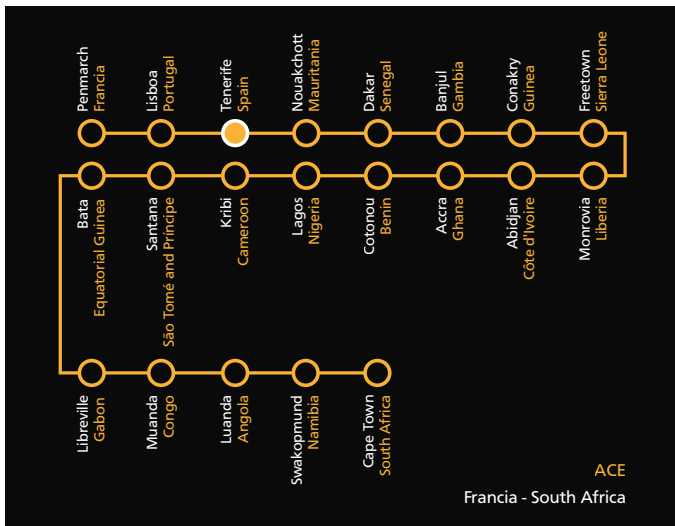 Penmarch
Francia
Lisboa
Portugal
Tenerife
Spain
Nouakchott
Mauritania
Dakar
Senegal
Banjul
Gambia
Conakry
Guinea
Freetown
Sierra Leone
Bata
Equatorial Guinea
Santana
São Tomé and Príncipe
Kribi
Cameroon
Lagos
Nigeria
Cotonou
Benin
Accra
Ghana
Abidjan
Côte d'Ivoire
Monrovia
Liberia
Libreville
Gabon
Muanda
Congo
Luanda
Angola
Swakopmund
Namibia
Cape Town
South Africa
ACE
Francia - South Africa